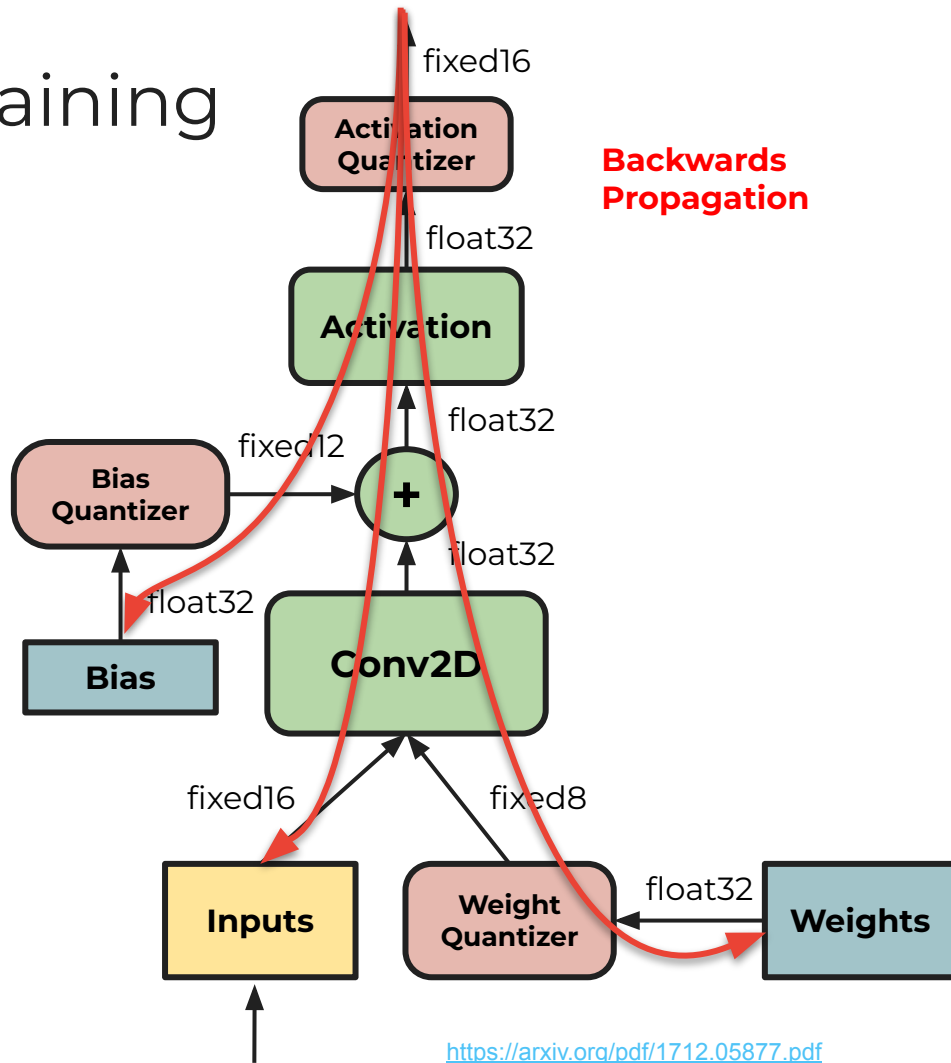 aining
fixed16
Activation
Quantizer
Backwards
Propagation
float32
Activation
float32
fixed12
Bias
Quantizer
+
float32
float32
Conv2D
Bias
fixed16
fixed8
Inputs
Weight
Quantizer
float32
Weights
https://arxiv.org/pdf/1712.05877.pdf